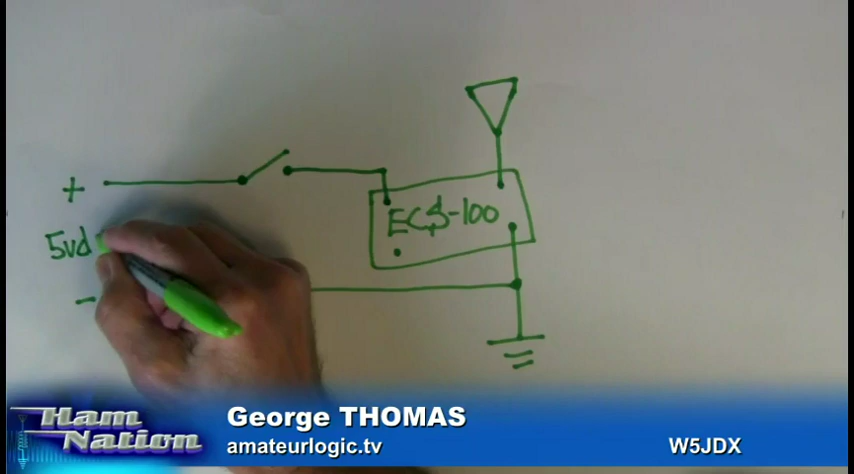 +
5vd
-
ECS-100
Ham
Nation
George THOMAS
amateurlogic.tv
W5JDX